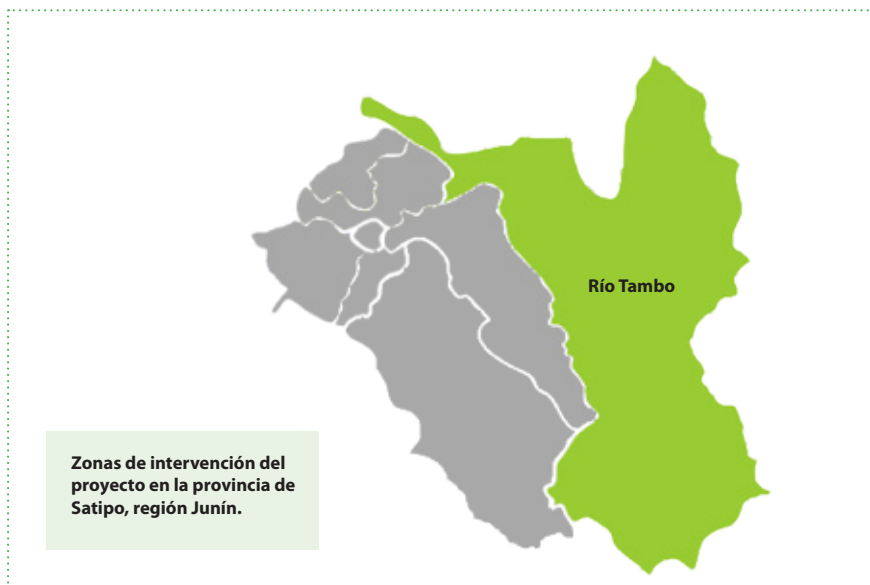 Río Tambo
Zonas de intervención del
proyecto en la provincia de
Satipo, región Junín.